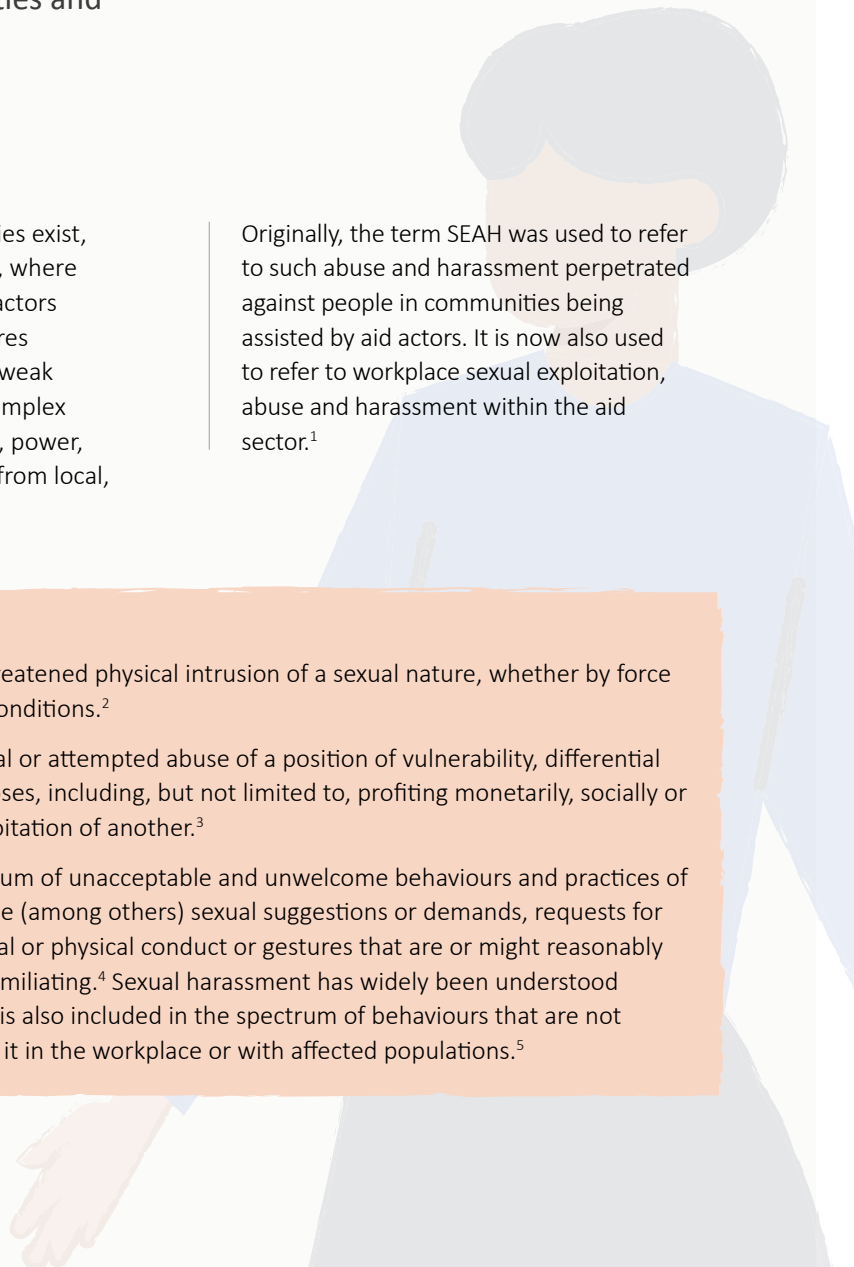 ties and
ies exist,
, where
actors
res
weak
mplex
, power,
from local,
Originally, the term SEAH was used to refer
to such abuse and harassment perpetrated
against people in communities being
assisted by aid actors. It is now also used
to refer to workplace sexual exploitation,
abuse and harassment within the aid
sector.1
reatened physical intrusion of a sexual nature, whether by force
onditions.2
al or attempted abuse of a position of vulnerability, differential
oses, including, but not limited to, profiting monetarily, socially or
oitation of another.3
um of unacceptable and unwelcome behaviours and practices of
e (among others) sexual suggestions or demands, requests for
al or physical conduct or gestures that are or might reasonably
miliating.4 Sexual harassment has widely been understood
is also included in the spectrum of behaviours that are not
it in the workplace or with affected populations.5